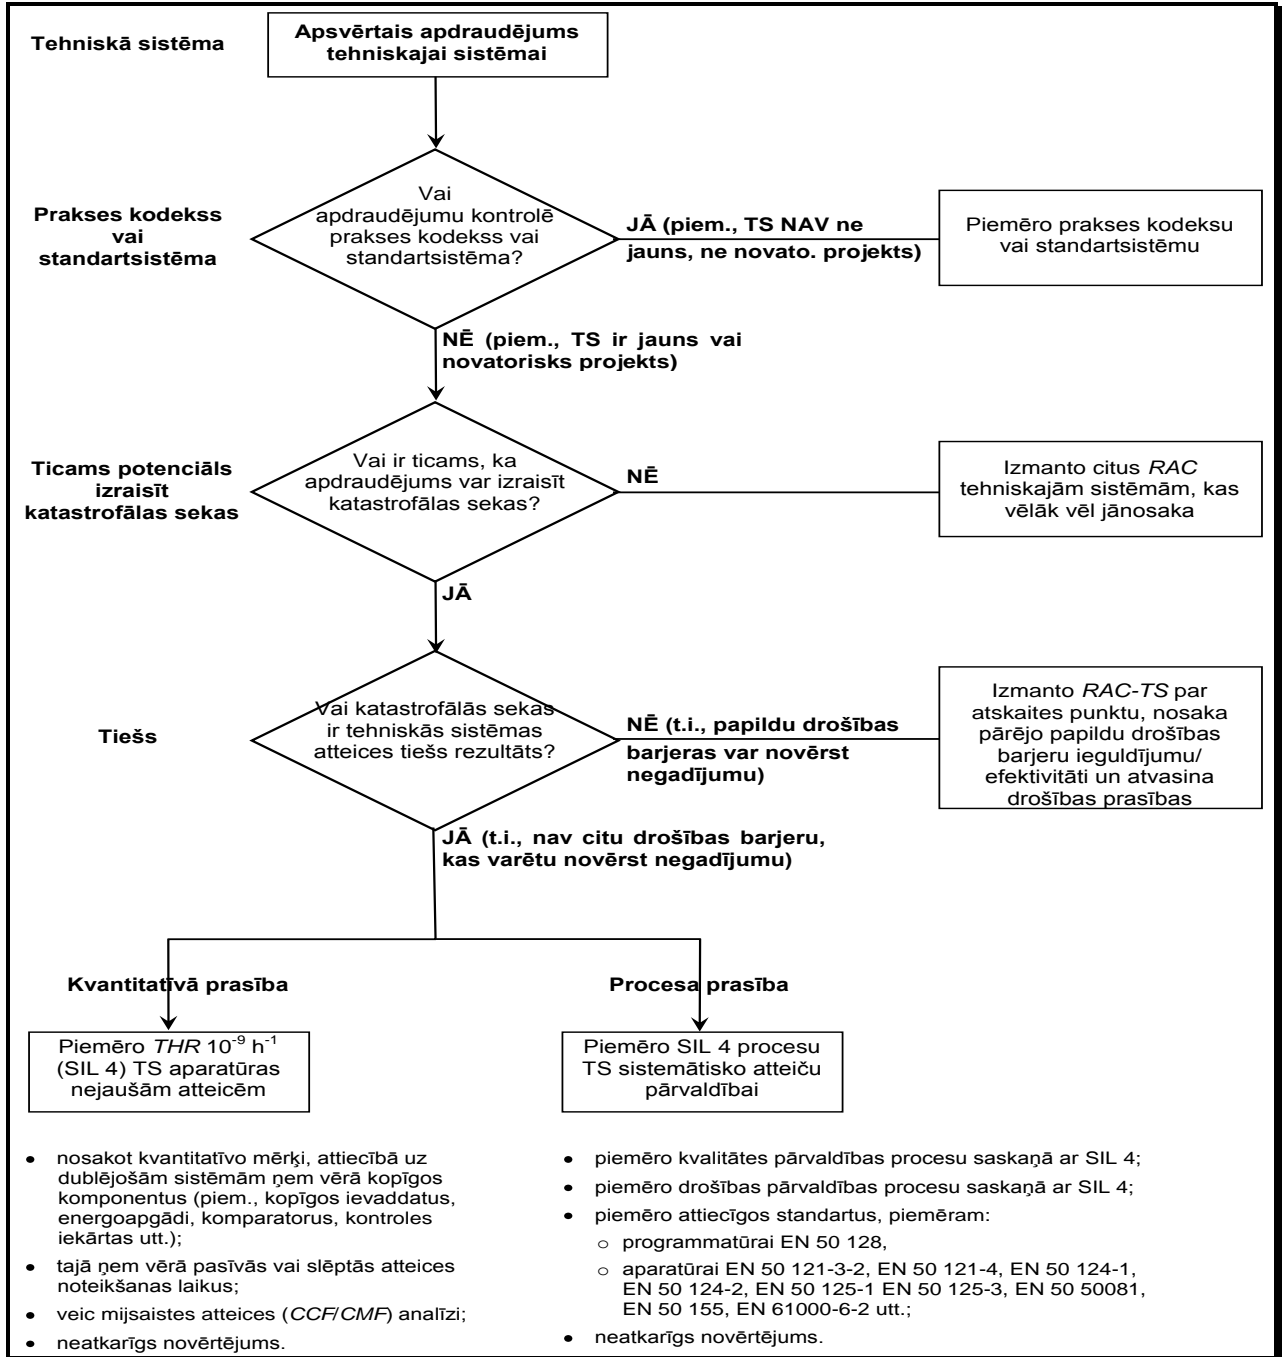 Tehniskā sistēma
Apsvērtais apdraudējums
tehniskajai sistēmai
Prakses kodekss
vai
standartsistēma
Vai
apdraudējumu kontrolē
prakses kodekss vai
standartsistēma?
JĀ (piem., TS NAV ne
jauns, ne novato. projekts)
Piemēro prakses kodeksu
vai standartsistēmu
NĒ (piem., TS ir jauns vai
novatorisks projekts)
Ticams potenciāls
izraisīt
katastrofālas sekas
Vai ir ticams, ka
apdraudējums var izraisīt
katastrofālas sekas?
NĒ
Izmanto citus RAC
tehniskajām sistēmām, kas
vēlāk vēl jānosaka
JĀ
Tiešs
Vai katastrofālās sekas
ir tehniskās sistēmas
atteices tiešs rezultāts?
NĒ (t.i., papildu drošības
barjeras var novērst
negadījumu)
Izmanto RAC-TS par
atskaites punktu, nosaka
pārējo papildu drošības
barjeru ieguldījumu/
efektivitāti un atvasina
drošības prasības
JĀ (t.i., nav citu drošības barjeru,
kas varētu novērst negadījumu)
Kvantitatīvā prasība
Piemēro THR 10⁻⁹ h⁻¹
(SIL 4) TS aparatūras
nejaušām atteicēm
• nosakot kvantitatīvo mērķi, attiecībā uz
dublējošām sistēmām ņem vērā kopīgos
komponentus (piem., kopīgos ievaddatus,
energoapgādi, komparatorus, kontroles
iekārtas utt.);
• tajā ņem vērā pasīvās vai slēptās atteices
noteikšanas laikus;
• veic mijsaistes atteices (CCF/CMF) analīzi;
• neatkarīgs novērtējums.
Procesa prasība
Piemēro SIL 4 procesu
TS sistemātisko atteiču
pārvaldībai
• piemēro kvalitātes pārvaldības procesu saskaņā ar SIL 4;
• piemēro drošības pārvaldības procesu saskaņā ar SIL 4;
• piemēro attiecīgos standartus, piemēram:
○ programmatūrai EN 50 128,
○ aparatūrai EN 50 121-3-2, EN 50 121-4, EN 50 124-1,
EN 50 124-2, EN 50 125-1 EN 50 125-3, EN 50 50081,
EN 50 155, EN 61000-6-2 utt.;
• neatkarīgs novērtējums.